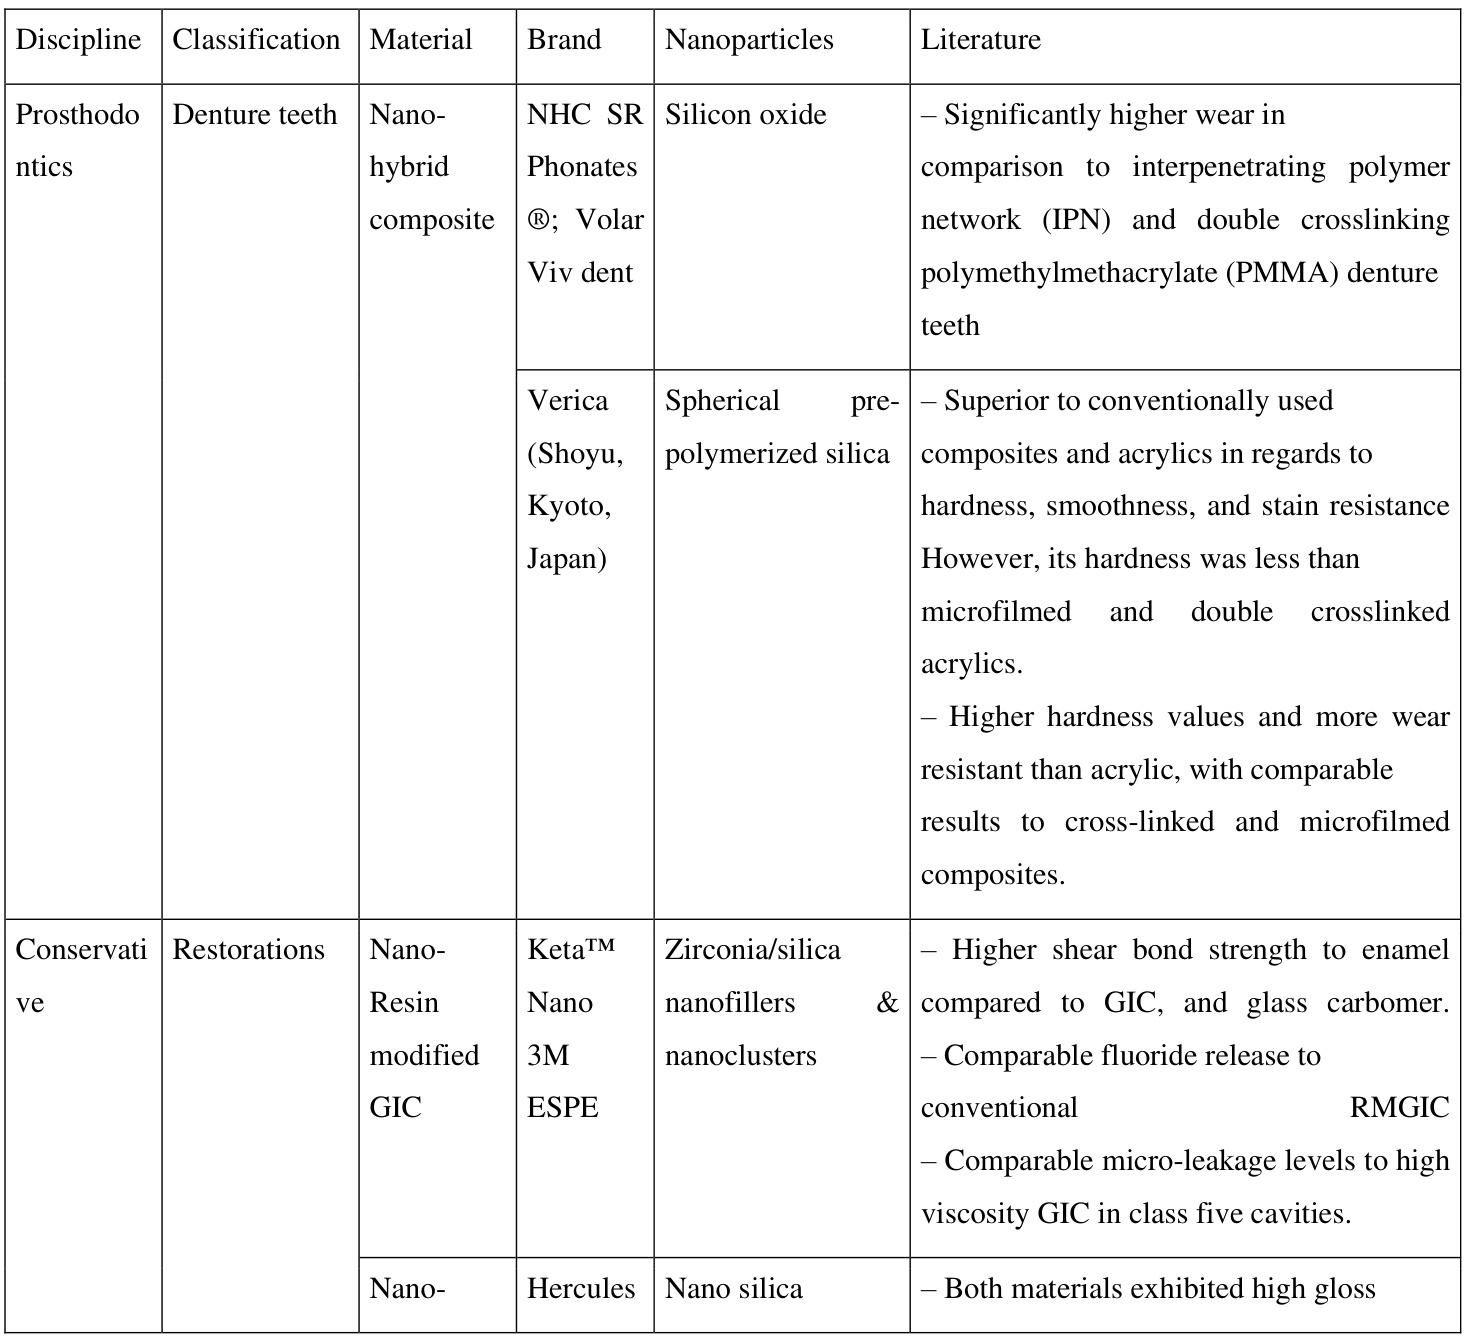 Discipline Classification Material Brand Nanoparticles Literature
Prosthodo
ntics
Denture teeth
Nano-
hybrid
composite
NHC SR
Phonates
®; Volar
Viv dent
Silicon oxide
– Significantly higher wear in
comparison to interpenetrating polymer
network (IPN) and double crosslinking
polymethylmethacrylate (PMMA) denture
teeth
Verica
(Shoyu,
Kyoto,
Japan)
Spherical pre-
polymerized silica
– Superior to conventionally used
composites and acrylics in regards to
hardness, smoothness, and stain resistance
However, its hardness was less than
microfilmed and double crosslinked
acrylics.
– Higher hardness values and more wear
resistant than acrylic, with comparable
results to cross-linked and microfilmed
composites.
Conservati
ve
Restorations
Nano-
Resin
modified
GIC
Keta™
Nano
3M
ESPE
Zirconia/silica
nanofillers &
nanoclusters
– Higher shear bond strength to enamel
compared to GIC, and glass carbomer.
– Comparable fluoride release to
conventional RMGIC
– Comparable micro-leakage levels to high
viscosity GIC in class five cavities.
Nano-
Hercules
Nano silica
– Both materials exhibited high gloss